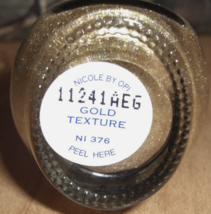 NICOLE BY OPI
11241AEG
GOLD
TEXTURE
NI 376
PEEL HERE